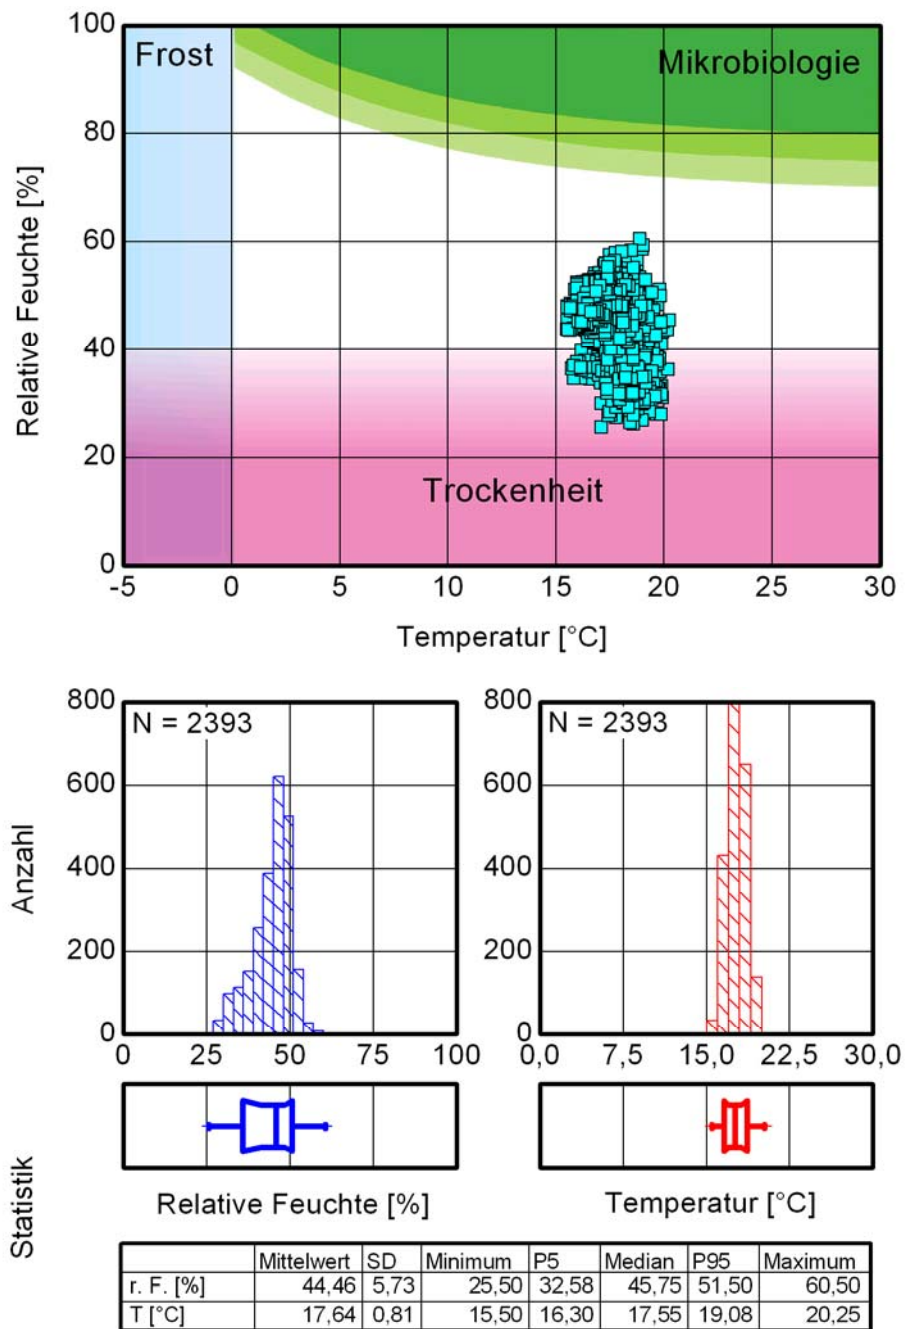 100
Frost
Mikrobiologie
80
60
40
20
Trockenheit
0
-5 0 5 10 15 20 25 30
Relative Feuchte [%]
Temperatur [°C]
800 N = 2393
600
400
200
0
0 25 50 75 100
Anzahl
800 N = 2393
600
400
200
0
0,0 7,5 15,0 22,5 30,0
Statistik
Relative Feuchte [%] Temperatur [°C]
Mittelwert SD Minimum P5 Median P95 Maximum
r. F. [%] 44,46 5,73 25,50 32,58 45,75 51,50 60,50
T [°C] 17,64 0,81 15,50 16,30 17,55 19,08 20,25